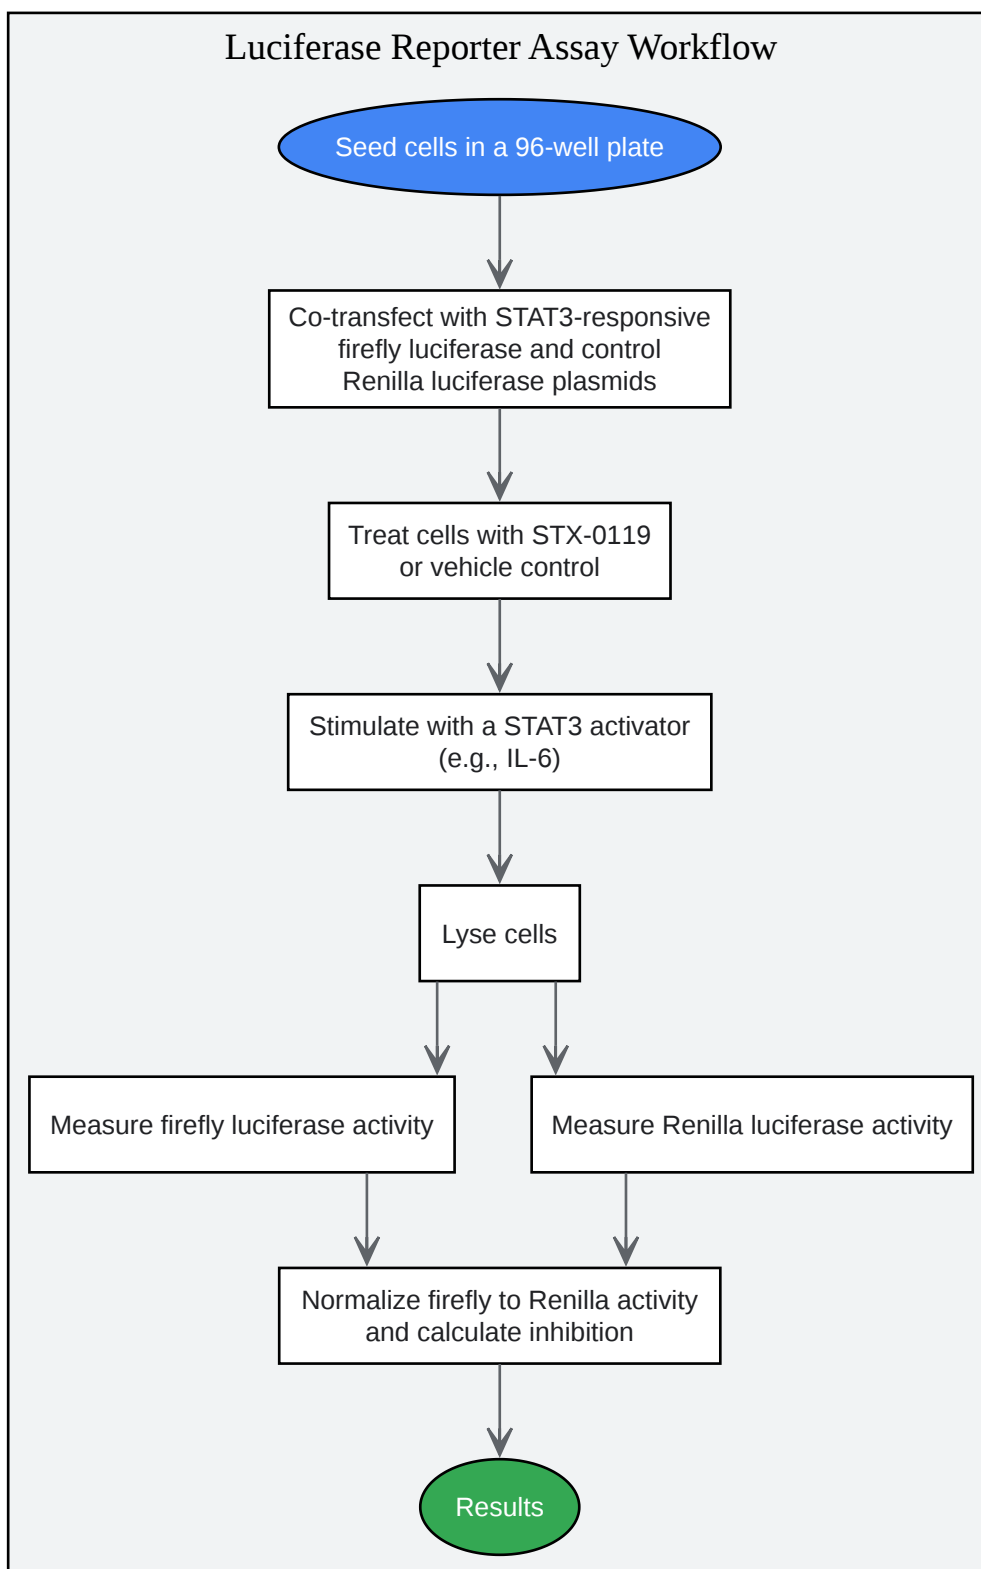 Luciferase Reporter Assay Workflow
Seed cells in a 96-well plate
Co-transfect with STAT3-responsive
firefly luciferase and control
Renilla luciferase plasmids
Treat cells with STX-0119
or vehicle control
Stimulate with a STAT3 activator
(e.g., IL-6)
Lyse cells
Measure firefly luciferase activity
Measure Renilla luciferase activity
Normalize firefly to Renilla activity
and calculate inhibition
Results